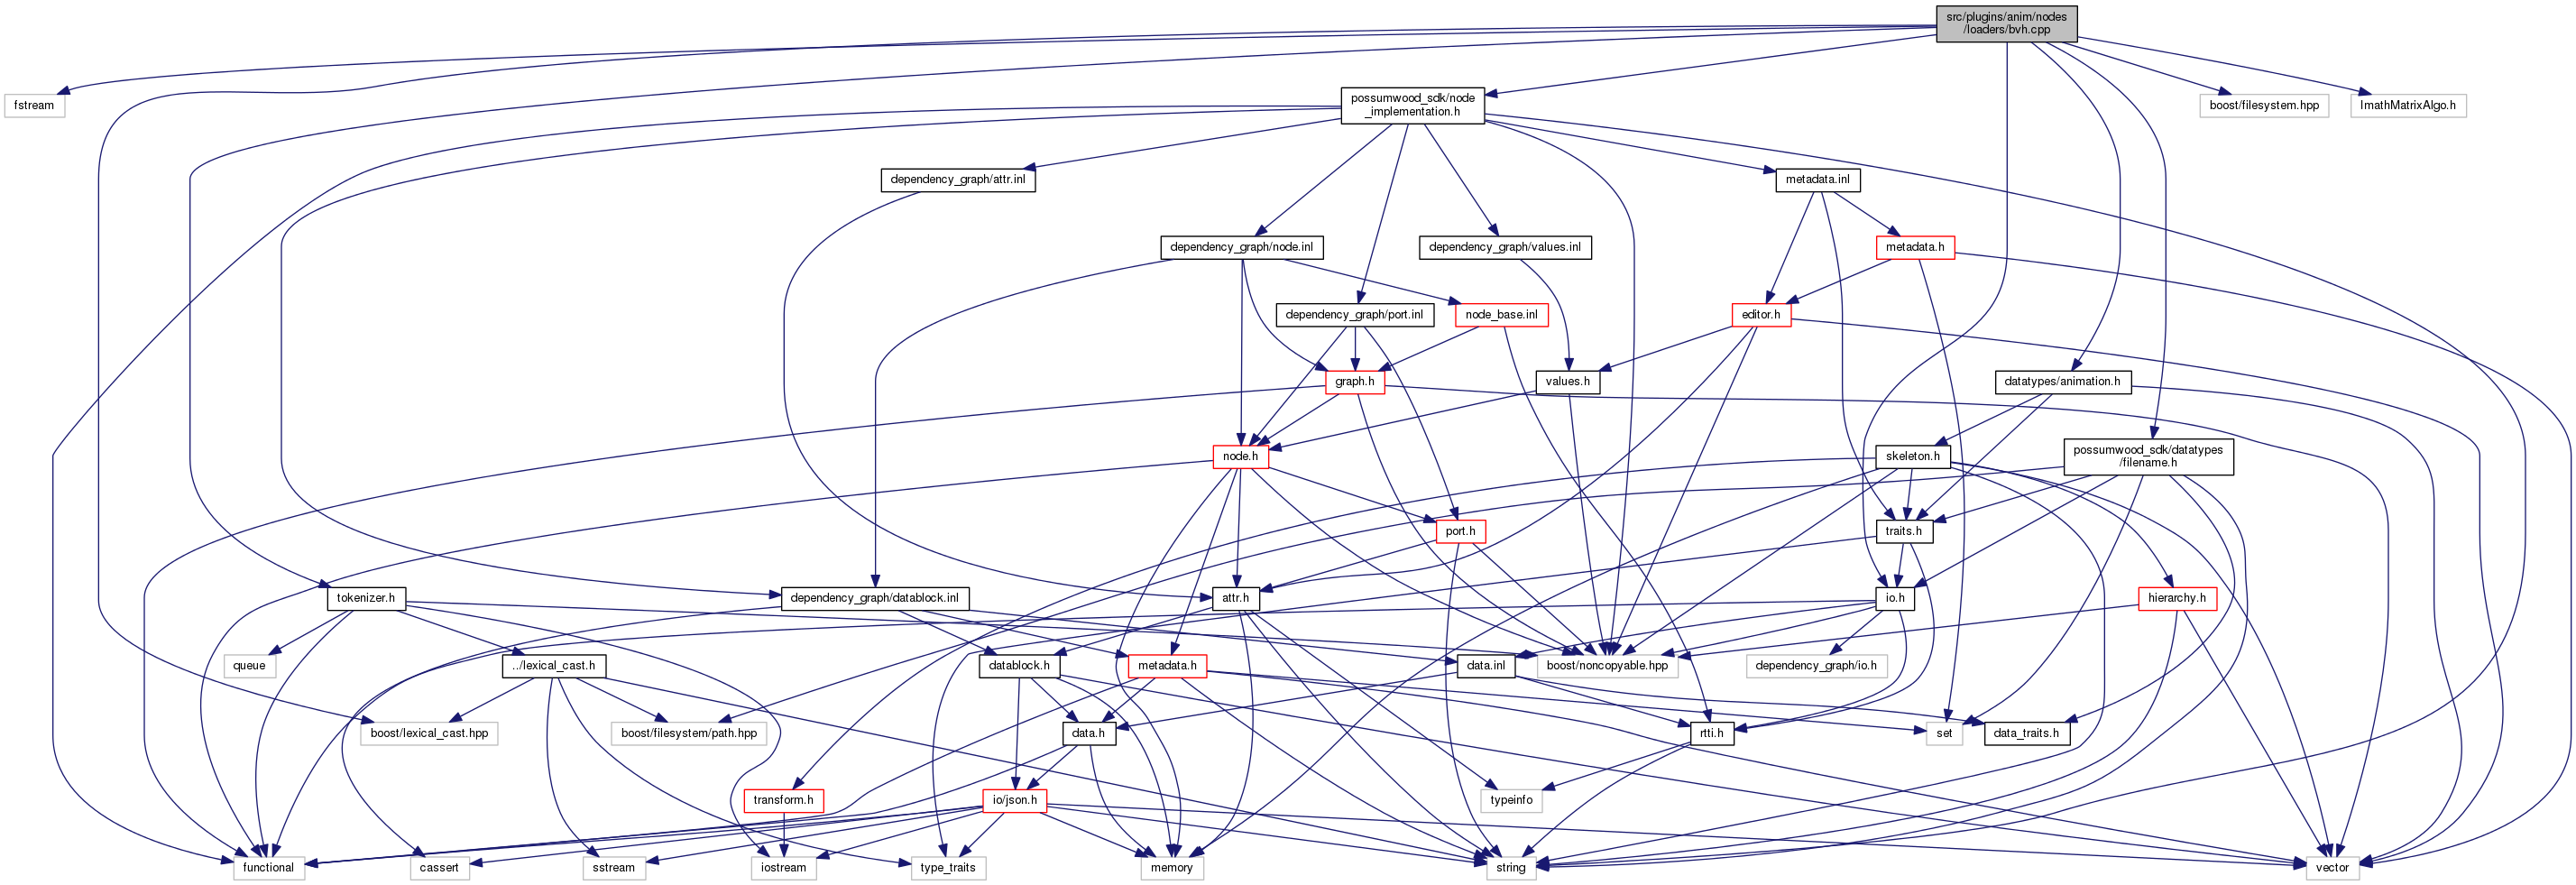 src/plugins/anim/nodes
/loaders/bvh.cpp
fstream
possumwood_sdk/node
_implementation.h
boost/filesystem.hpp
ImathMatrixAlgo.h
dependency_graph/attr.inl
metadata.inl
dependency_graph/node.inl
dependency_graph/values.inl
metadata.h
dependency_graph/port.inl
node_base.inl
editor.h
graph.h
values.h
datatypes/animation.h
node.h
skeleton.h
possumwood_sdk/datatypes
/filename.h
port.h
traits.h
tokenizer.h
dependency_graph/datablock.inl
attr.h
io.h
hierarchy.h
queue
../lexical_cast.h
datablock.h
metadata.h
data.inl
boost/noncopyable.hpp
dependency_graph/io.h
boost/lexical_cast.hpp
boost/filesystem/path.hpp
data.h
rtti.h
set
data_traits.h
transform.h
io/json.h
typeinfo
functional
cassert
sstream
iostream
type_traits
memory
string
vector